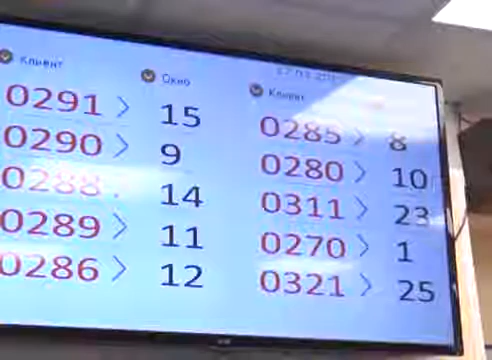 Клиент Окно Клиент
0291 > 15 0285 > 8
0290 > 9 0280 > 10
0288 14 0311 > 23
0289 > 11 0270 > 1
0286 > 12 0321 > 25